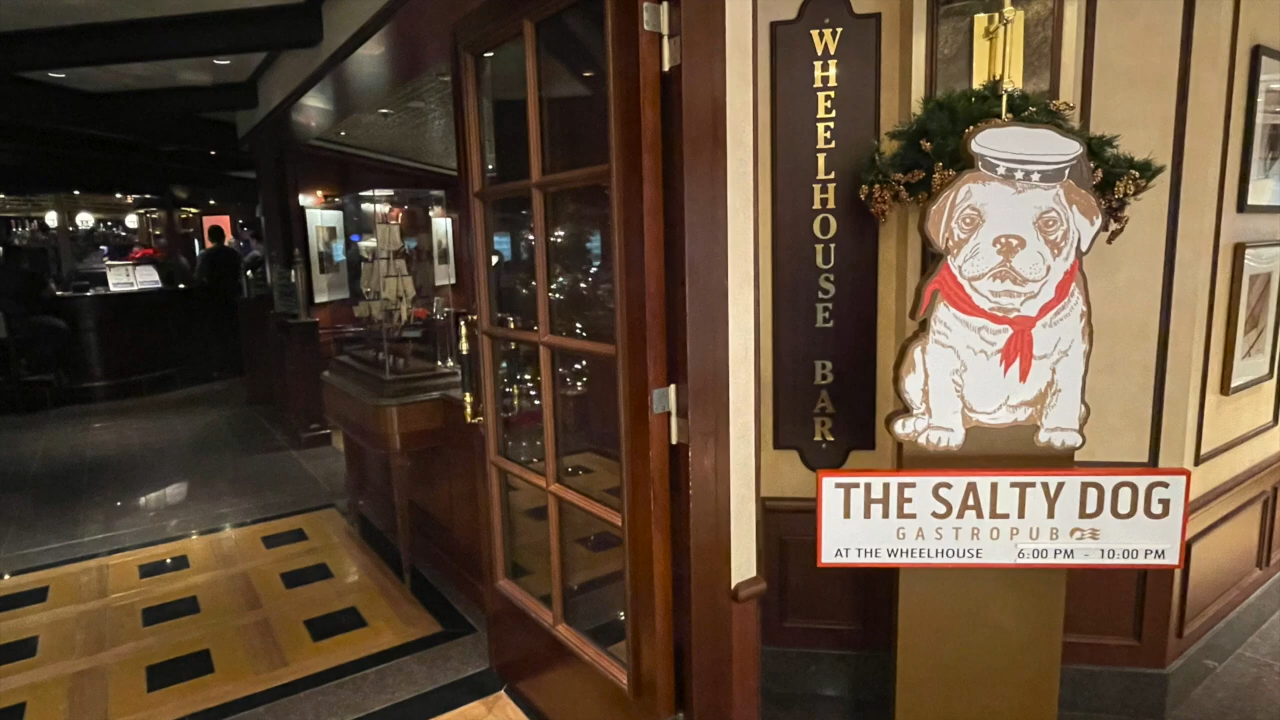 WHEELHOUSE BAR
THE SALTY DOG
GASTROPUB
AT THE WHEELHOUSE 6:00 PM - 10:00 PM